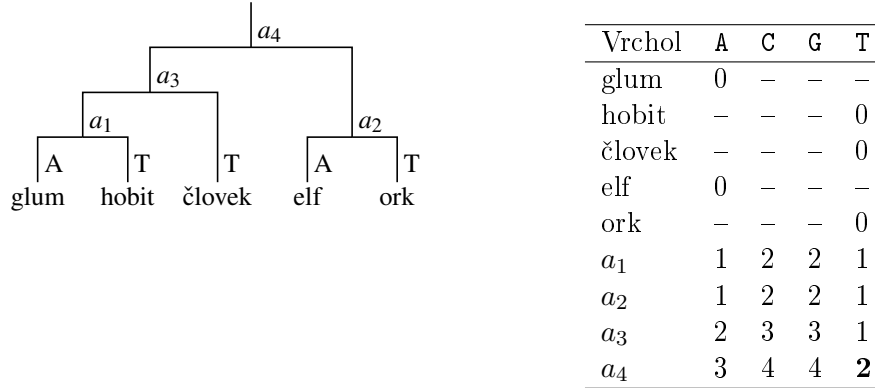 a₄
a₃
a₁ a₂
A T T A T
glum hobit človek elf ork
Vrchol A C G T
glum 0 – – –
hobit – – – 0
človek – – – 0
elf 0 – – –
ork – – – 0
a₁ 1 2 2 1
a₂ 1 2 2 1
a₃ 2 3 3 1
a₄ 3 4 4 2